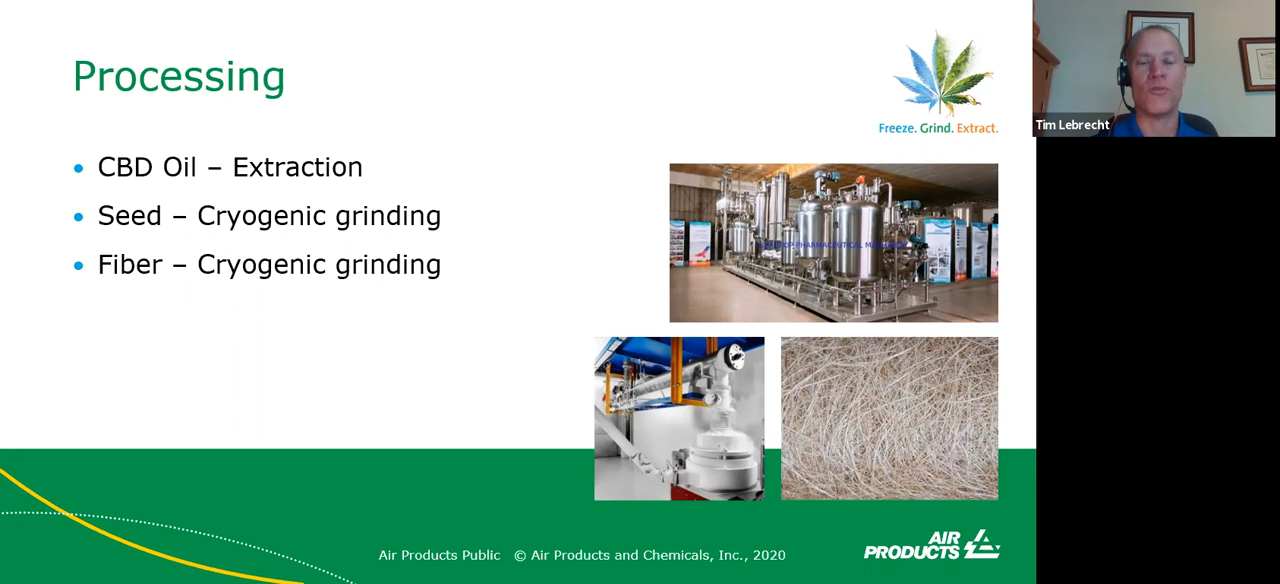 Processing
Freeze. Grind. Extract.
Tim Lebrecht
• CBD Oil – Extraction
• Seed – Cryogenic grinding
• Fiber – Cryogenic grinding
PHARMACEUTICAL
Air Products Public © Air Products and Chemicals, Inc., 2020
AIR
PRODUCTS